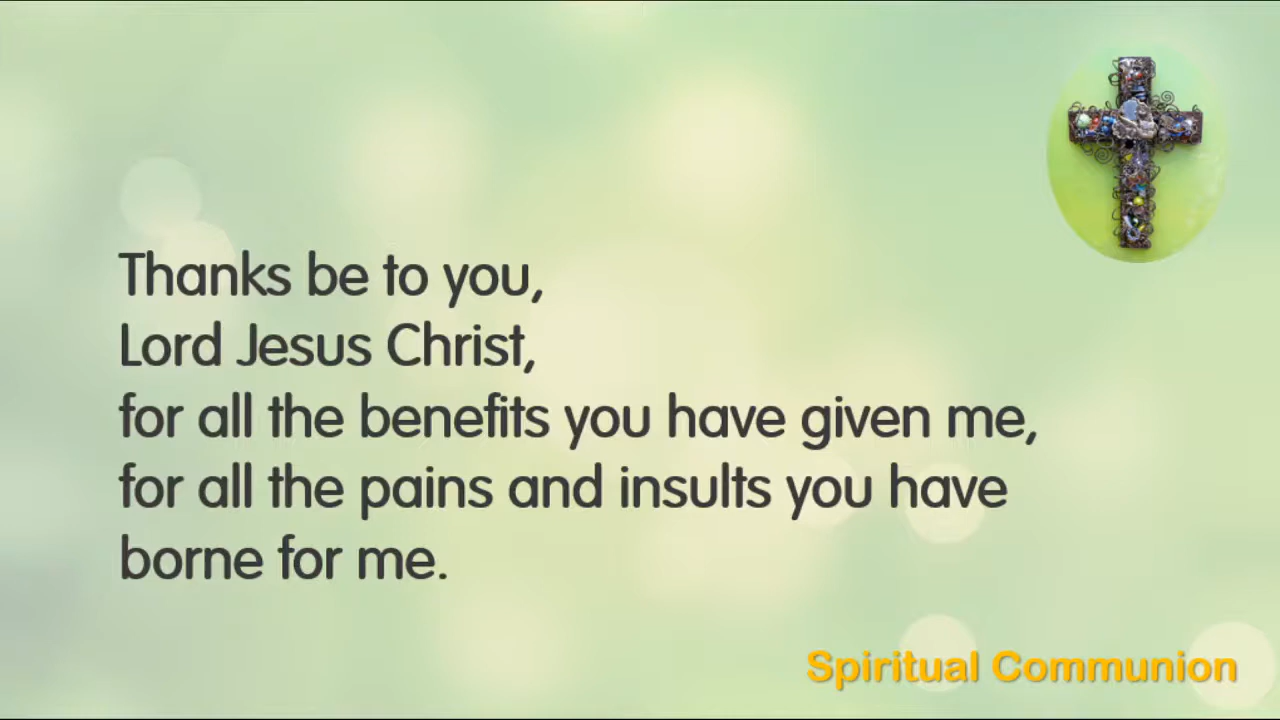 Thanks be to you,
Lord Jesus Christ,
for all the benefits you have given me,
for all the pains and insults you have
borne for me.
Spiritual Communion